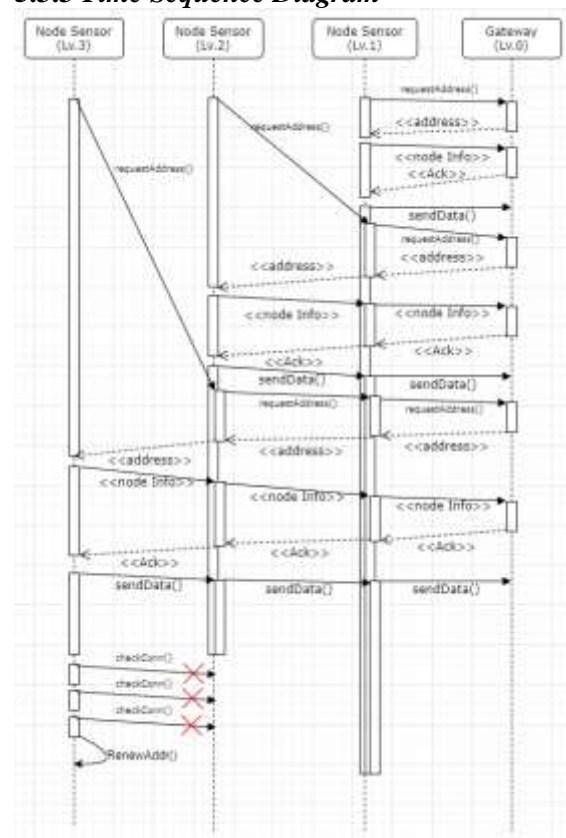 3.3.3 Time Sequence Diagram
Node Sensor
(Lv.3)
Node Sensor
(Lv.2)
Node Sensor
(Lv.1)
Gateway
(Lv.0)
requestAddress()
<<address>>
requestAddress()
<<node Info>>
requestAddress()
<<Ack>>
sendData()
requestAddress()
<<address>>
<<address>>
<<node Info>>
<<node Info>>
<<Ack>>
<<Ack>>
sendData()
sendData()
requestAddress()
requestAddress()
<<address>>
<<address>>
<<address>>
<<node Info>>
<<node Info>>
<<node Info>>
<<Ack>>
<<Ack>>
<<Ack>>
sendData()
sendData()
sendData()
checkConn()
checkConn()
checkConn()
RenewAddr()